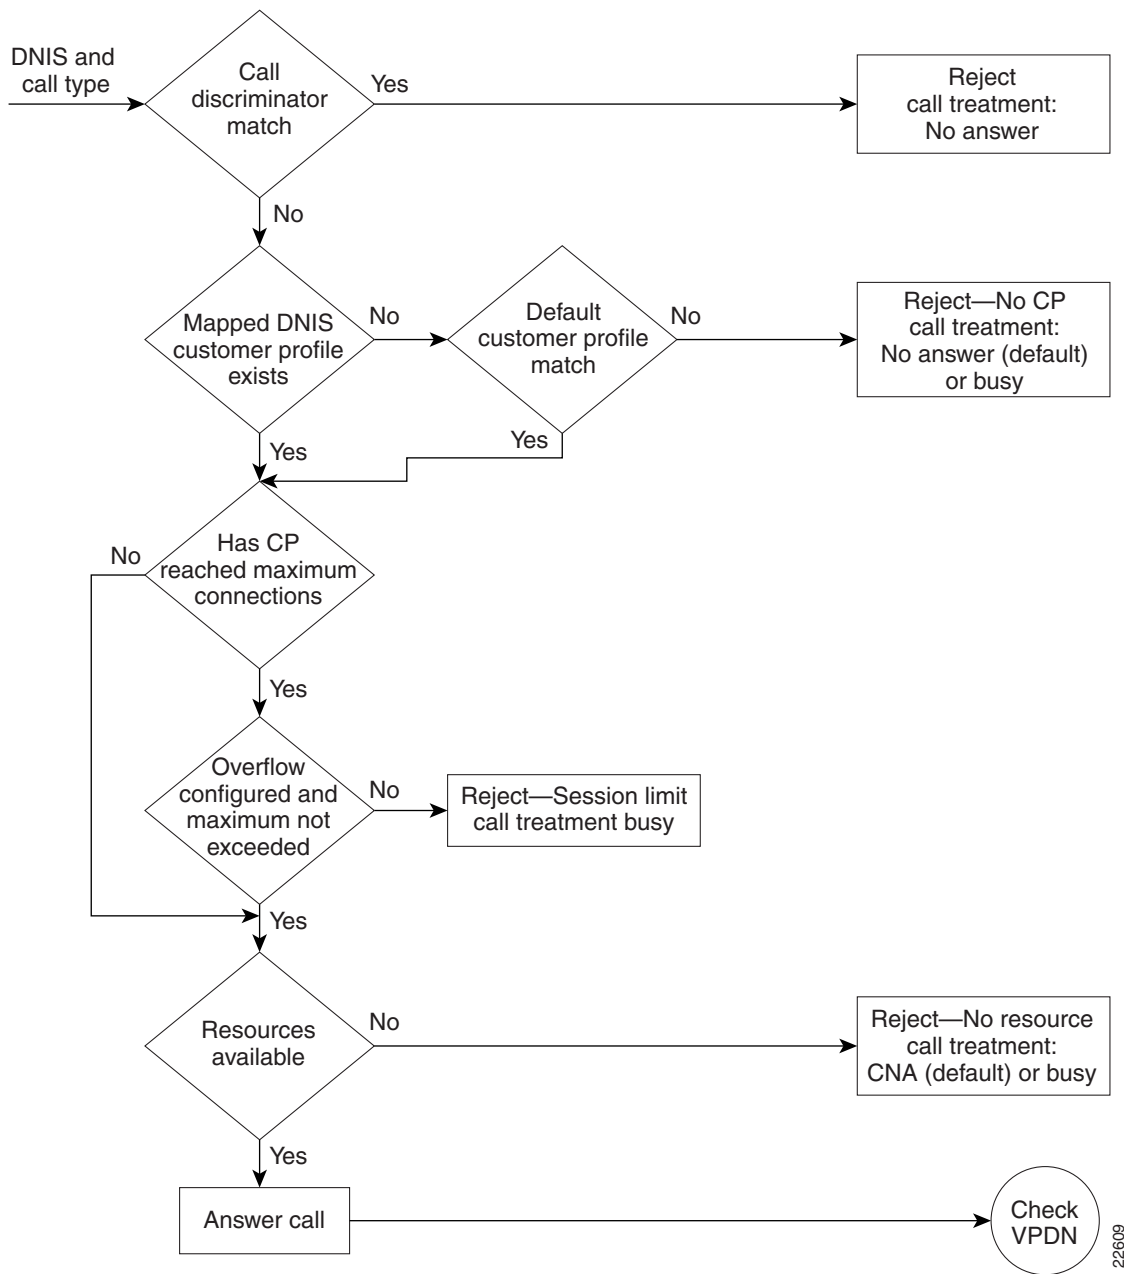 DNIS and
call type
Call
discriminator
match
Yes
Reject
call treatment:
No answer
No
Mapped DNIS
customer profile
exists
No
Default
customer profile
match
No
Reject—No CP
call treatment:
No answer (default)
or busy
Yes
Yes
No
Has CP
reached maximum
connections
Yes
Overflow
configured and
maximum not
exceeded
No
Reject—Session limit
call treatment busy
Yes
Resources
available
No
Reject—No resource
call treatment:
CNA (default) or busy
Yes
Answer call
Check
VPDN
22609